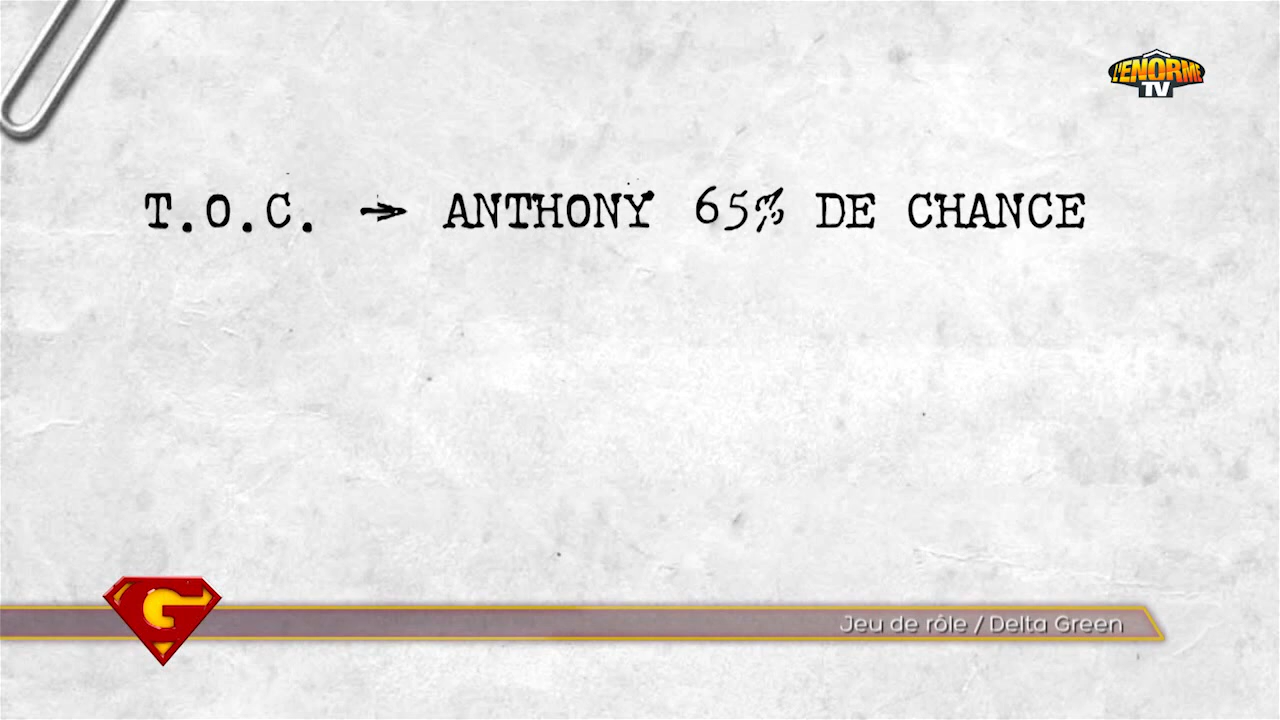 L'ENORME
TV
T.O.C. → ANTHONY 65% DE CHANCE
G
Jeu de rôle / Delta Green